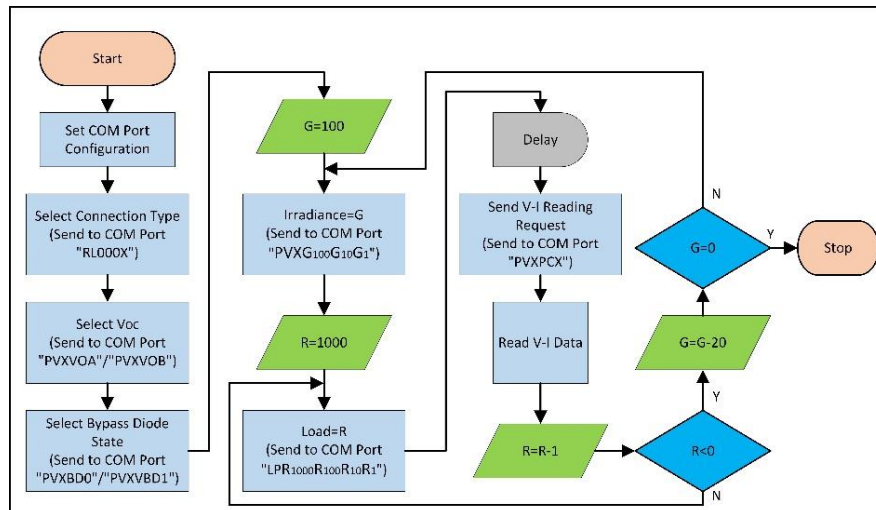 Start
Set COM Port
Configuration
Select Connection Type
(Send to COM Port
"RL000X")
Select Voc
(Send to COM Port
"PVXVOA"/"PVXVOB")
Select Bypass Diode
State
(Send to COM Port
"PVXBD0"/"PVXVBD1")
G=100
Irradiance=G
(Send to COM Port
"PVXG₁₀₀G₁₀G₁")
R=1000
Load=R
(Send to COM Port
"LPR₁₀₀₀R₁₀₀R₁₀R₁")
Delay
Send V-I Reading
Request
(Send to COM Port
"PVXPCX")
Read V-I Data
R=R-1
R<0
N
Y
G=G-20
G=0
N
Y
Stop